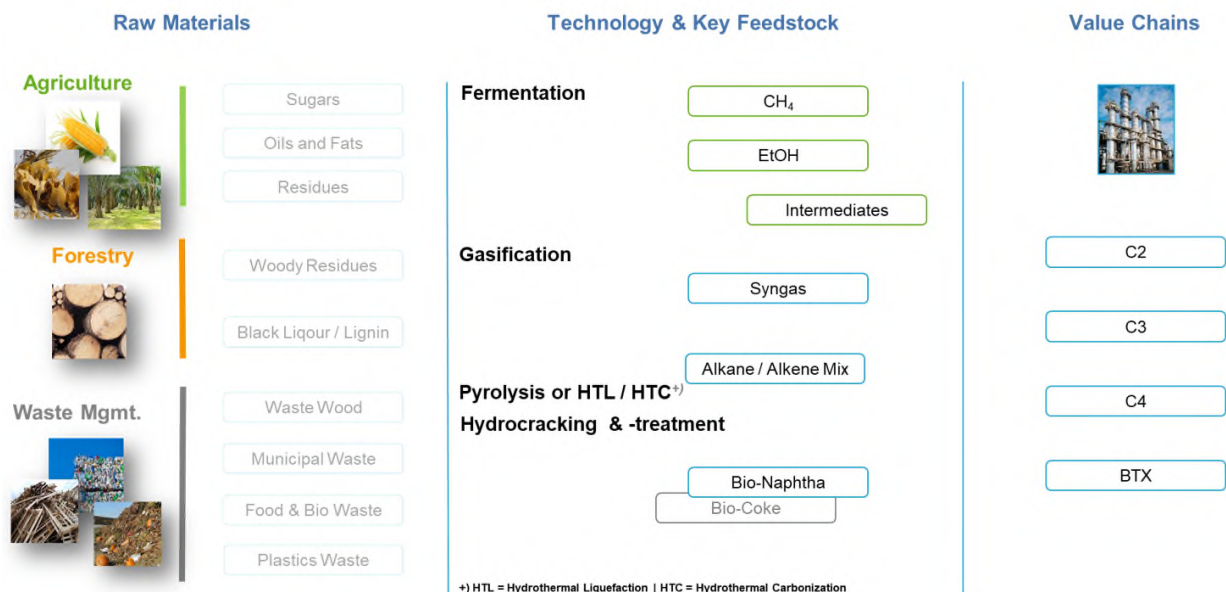 Raw Materials
Technology & Key Feedstock
Value Chains
Agriculture
Sugars
Oils and Fats
Residues
Forestry
Woody Residues
Black Liqour / Lignin
Waste Mgmt.
Waste Wood
Municipal Waste
Food & Bio Waste
Plastics Waste
Fermentation
CH₄
EtOH
Intermediates
Gasification
Syngas
Alkane / Alkene Mix
Pyrolysis or HTL / HTC⁺⁾
Hydrocracking & -treatment
Bio-Naphtha
Bio-Coke
+) HTL = Hydrothermal Liquefaction | HTC = Hydrothermal Carbonization
C2
C3
C4
BTX